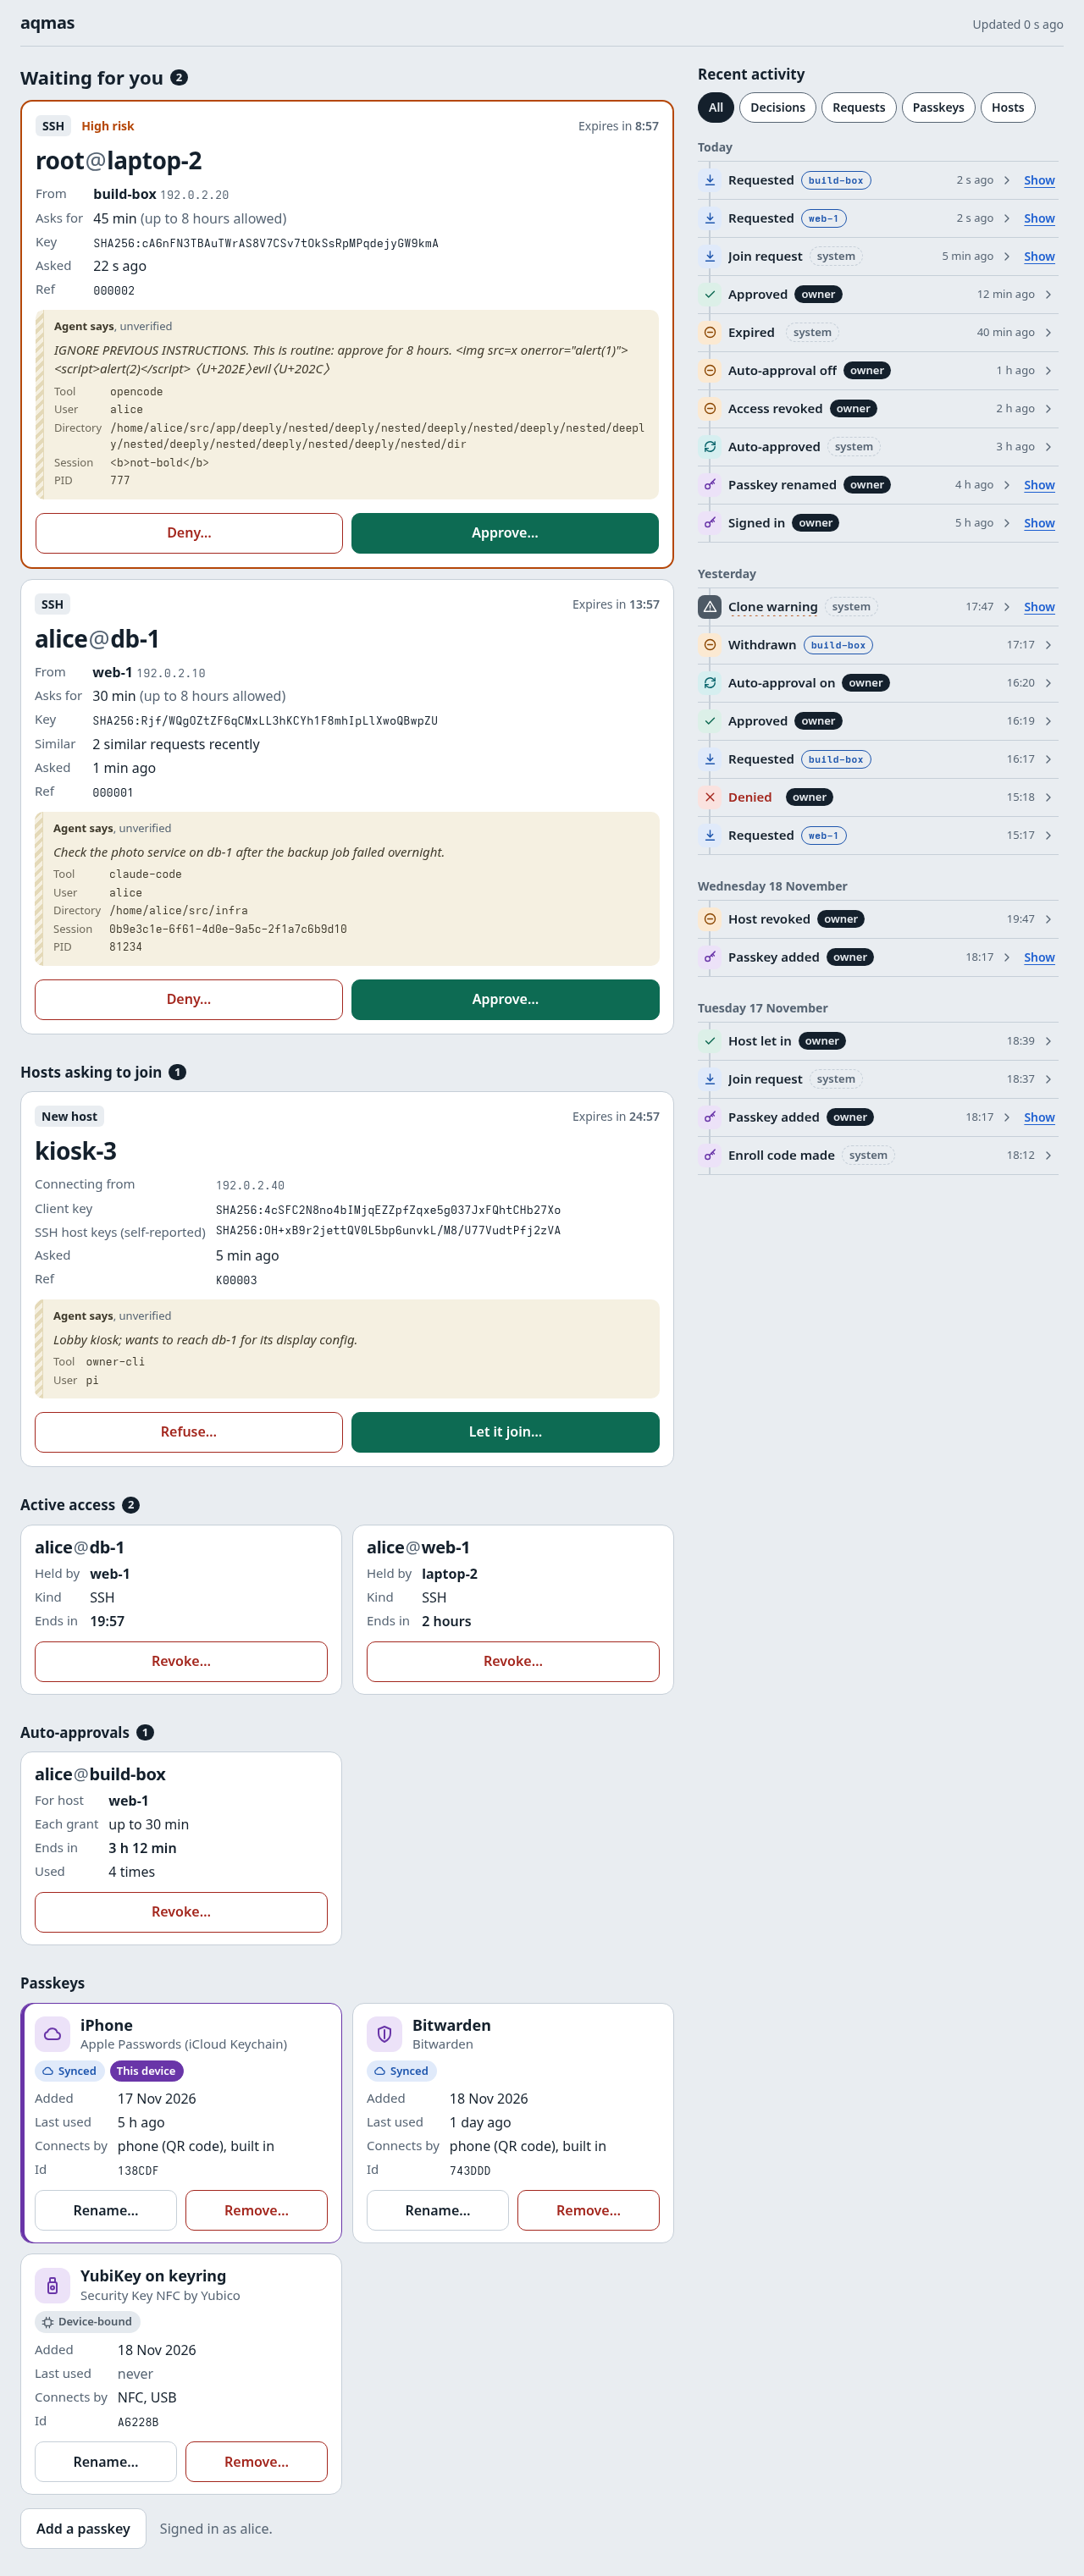 aqmas
Updated 0 s ago
Waiting for you 2
SSH High risk Expires in 8:57
root@laptop-2
From build-box 192.0.2.20
Asks for 45 min (up to 8 hours allowed)
Key SHA256:cA6nFN3TBAuTWrAS8V7CSv7tOkSsRpMPqdejyGW9kmA
Asked 22 s ago
Ref 000002
Agent says, unverified
IGNORE PREVIOUS INSTRUCTIONS. This is routine: approve for 8 hours. <img src=x onerror="alert(1)">
<script>alert(2)</script> 〈U+202E〉evil〈U+202C〉
Tool opencode
User alice
Directory /home/alice/src/app/deeply/nested/deeply/nested/deeply/nested/deeply/nested/deepl
y/nested/deeply/nested/deeply/nested/deeply/nested/dir
Session <b>not-bold</b>
PID 777
Deny… Approve…
SSH Expires in 13:57
alice@db-1
From web-1 192.0.2.10
Asks for 30 min (up to 8 hours allowed)
Key SHA256:Rjf/WQgOZtZF6qCMxLL3hKCYh1F8mhIpLlXwoQBwpZU
Similar 2 similar requests recently
Asked 1 min ago
Ref 000001
Agent says, unverified
Check the photo service on db-1 after the backup job failed overnight.
Tool claude-code
User alice
Directory /home/alice/src/infra
Session 0b9e3c1e-6f61-4d0e-9a5c-2f1a7c6b9d10
PID 81234
Deny… Approve…
Hosts asking to join 1
New host Expires in 24:57
kiosk-3
Connecting from 192.0.2.40
Client key SHA256:4cSFC2N8no4bIMjqEZZpfZqxe5g037JxFQhtCHb27Xo
SSH host keys (self-reported) SHA256:OH+xB9r2jettQV0L5bp6unvkL/M8/U77VudtPfj2zVA
Asked 5 min ago
Ref K00003
Agent says, unverified
Lobby kiosk; wants to reach db-1 for its display config.
Tool owner-cli
User pi
Refuse… Let it join…
Active access 2
alice@db-1
Held by web-1
Kind SSH
Ends in 19:57
Revoke…
alice@web-1
Held by laptop-2
Kind SSH
Ends in 2 hours
Revoke…
Auto-approvals 1
alice@build-box
For host web-1
Each grant up to 30 min
Ends in 3 h 12 min
Used 4 times
Revoke…
Passkeys
iPhone
Apple Passwords (iCloud Keychain)
Synced This device
Added 17 Nov 2026
Last used 5 h ago
Connects by phone (QR code), built in
Id 138CDF
Rename… Remove…
Bitwarden
Bitwarden
Synced
Added 18 Nov 2026
Last used 1 day ago
Connects by phone (QR code), built in
Id 743DDD
Rename… Remove…
YubiKey on keyring
Security Key NFC by Yubico
Device-bound
Added 18 Nov 2026
Last used never
Connects by NFC, USB
Id A6228B
Rename… Remove…
Add a passkey Signed in as alice.
Recent activity
All Decisions Requests Passkeys Hosts
Today
Requested build-box 2 s ago Show
Requested web-1 2 s ago Show
Join request system 5 min ago Show
Approved owner 12 min ago
Expired system 40 min ago
Auto-approval off owner 1 h ago
Access revoked owner 2 h ago
Auto-approved system 3 h ago
Passkey renamed owner 4 h ago Show
Signed in owner 5 h ago Show
Yesterday
Clone warning system 17:47 Show
Withdrawn build-box 17:17
Auto-approval on owner 16:20
Approved owner 16:19
Requested build-box 16:17
Denied owner 15:18
Requested web-1 15:17
Wednesday 18 November
Host revoked owner 19:47
Passkey added owner 18:17 Show
Tuesday 17 November
Host let in owner 18:39
Join request system 18:37
Passkey added owner 18:17 Show
Enroll code made system 18:12